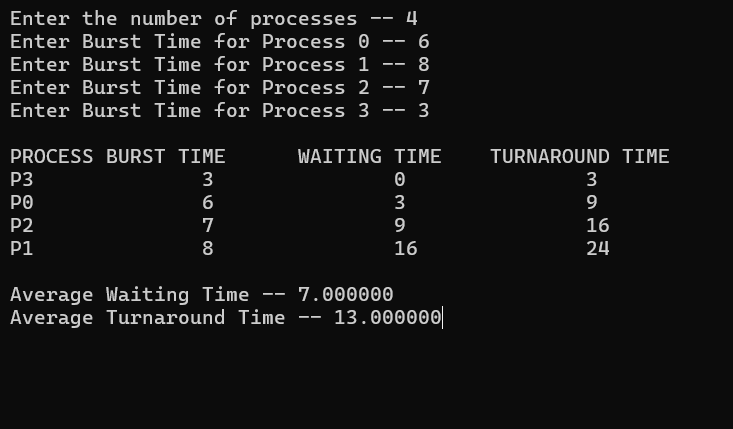 Enter the number of processes -- 4
Enter Burst Time for Process 0 -- 6
Enter Burst Time for Process 1 -- 8
Enter Burst Time for Process 2 -- 7
Enter Burst Time for Process 3 -- 3
PROCESS BURST TIME      WAITING TIME    TURNAROUND TIME
P3              3               0               3
P0              6               3               9
P2              7               9               16
P1              8               16              24
Average Waiting Time -- 7.000000
Average Turnaround Time -- 13.000000